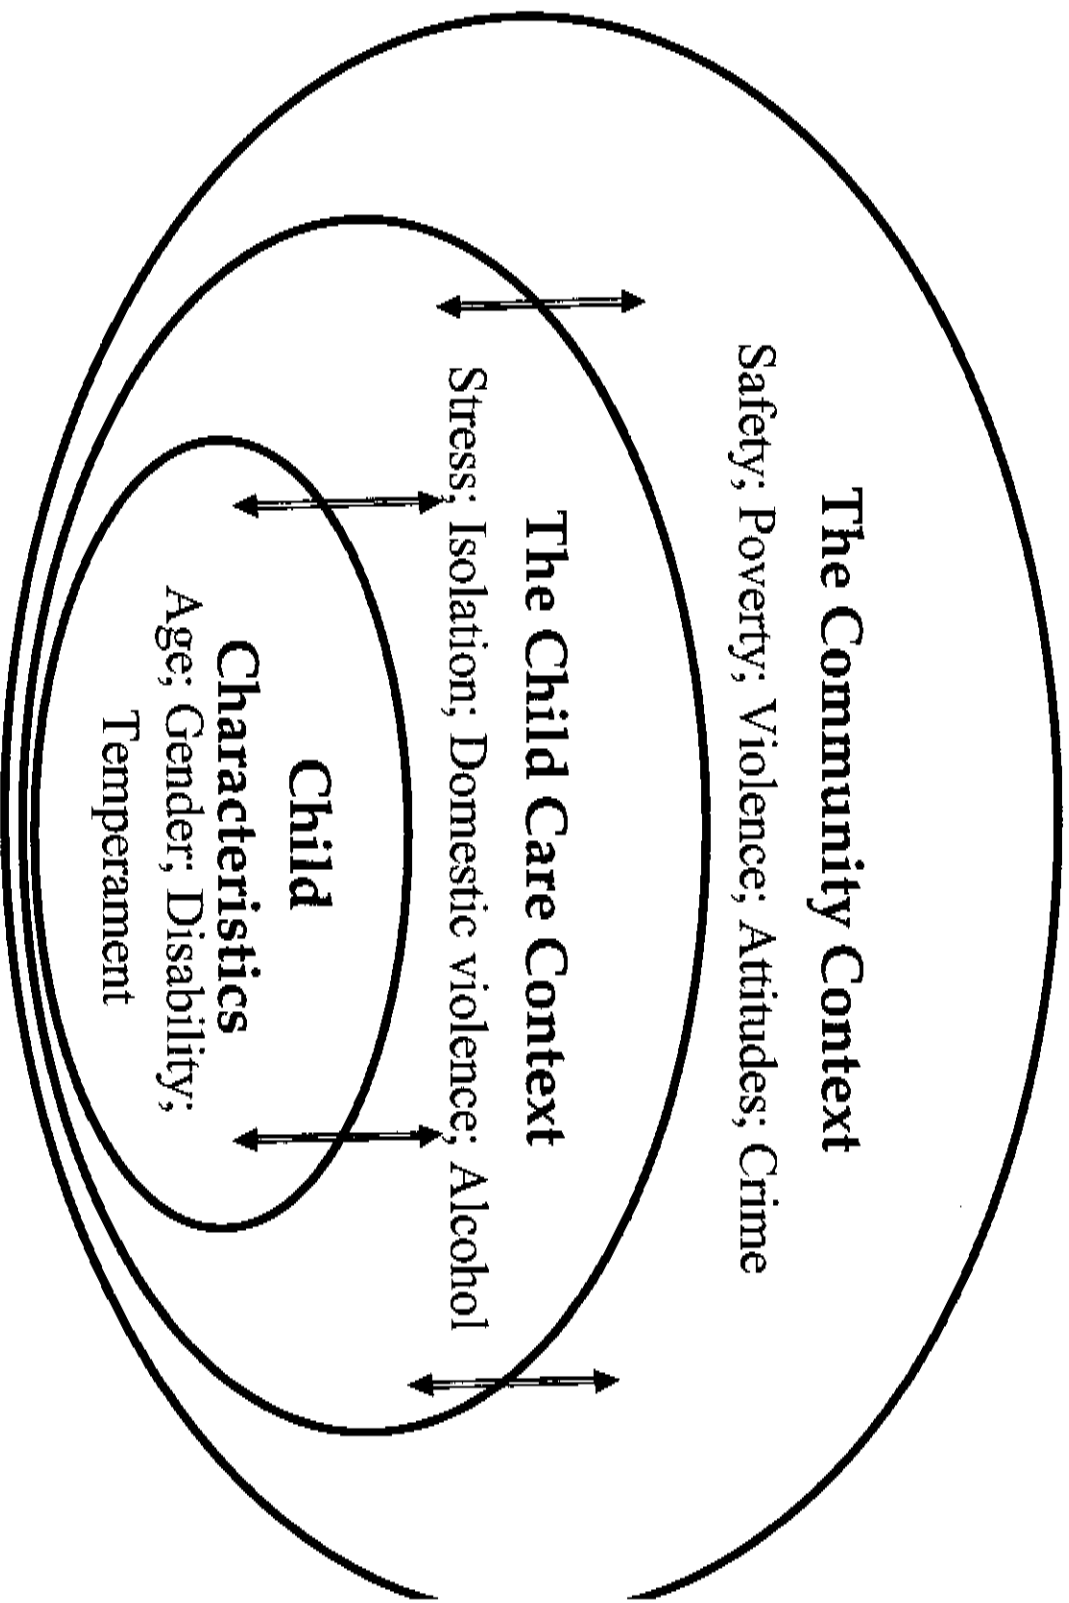 The Community Context
Safety; Poverty; Violence; Attitudes; Crime
The Child Care Context
Stress; Isolation; Domestic violence; Alcohol
Child
Characteristics
Age; Gender; Disability;
Temperament